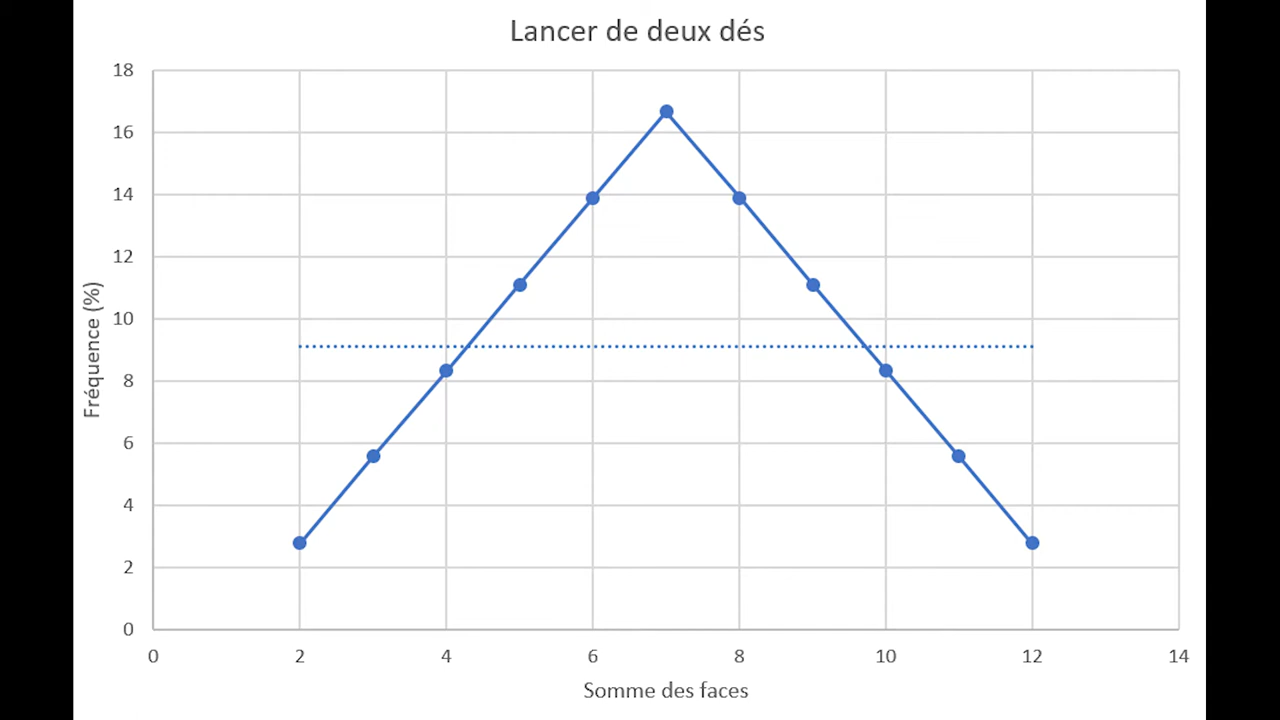 Lancer de deux dés
18
16
14
12
10
8
6
4
2
0
Fréquence (%)
0 2 4 6 8 10 12 14
Somme des faces